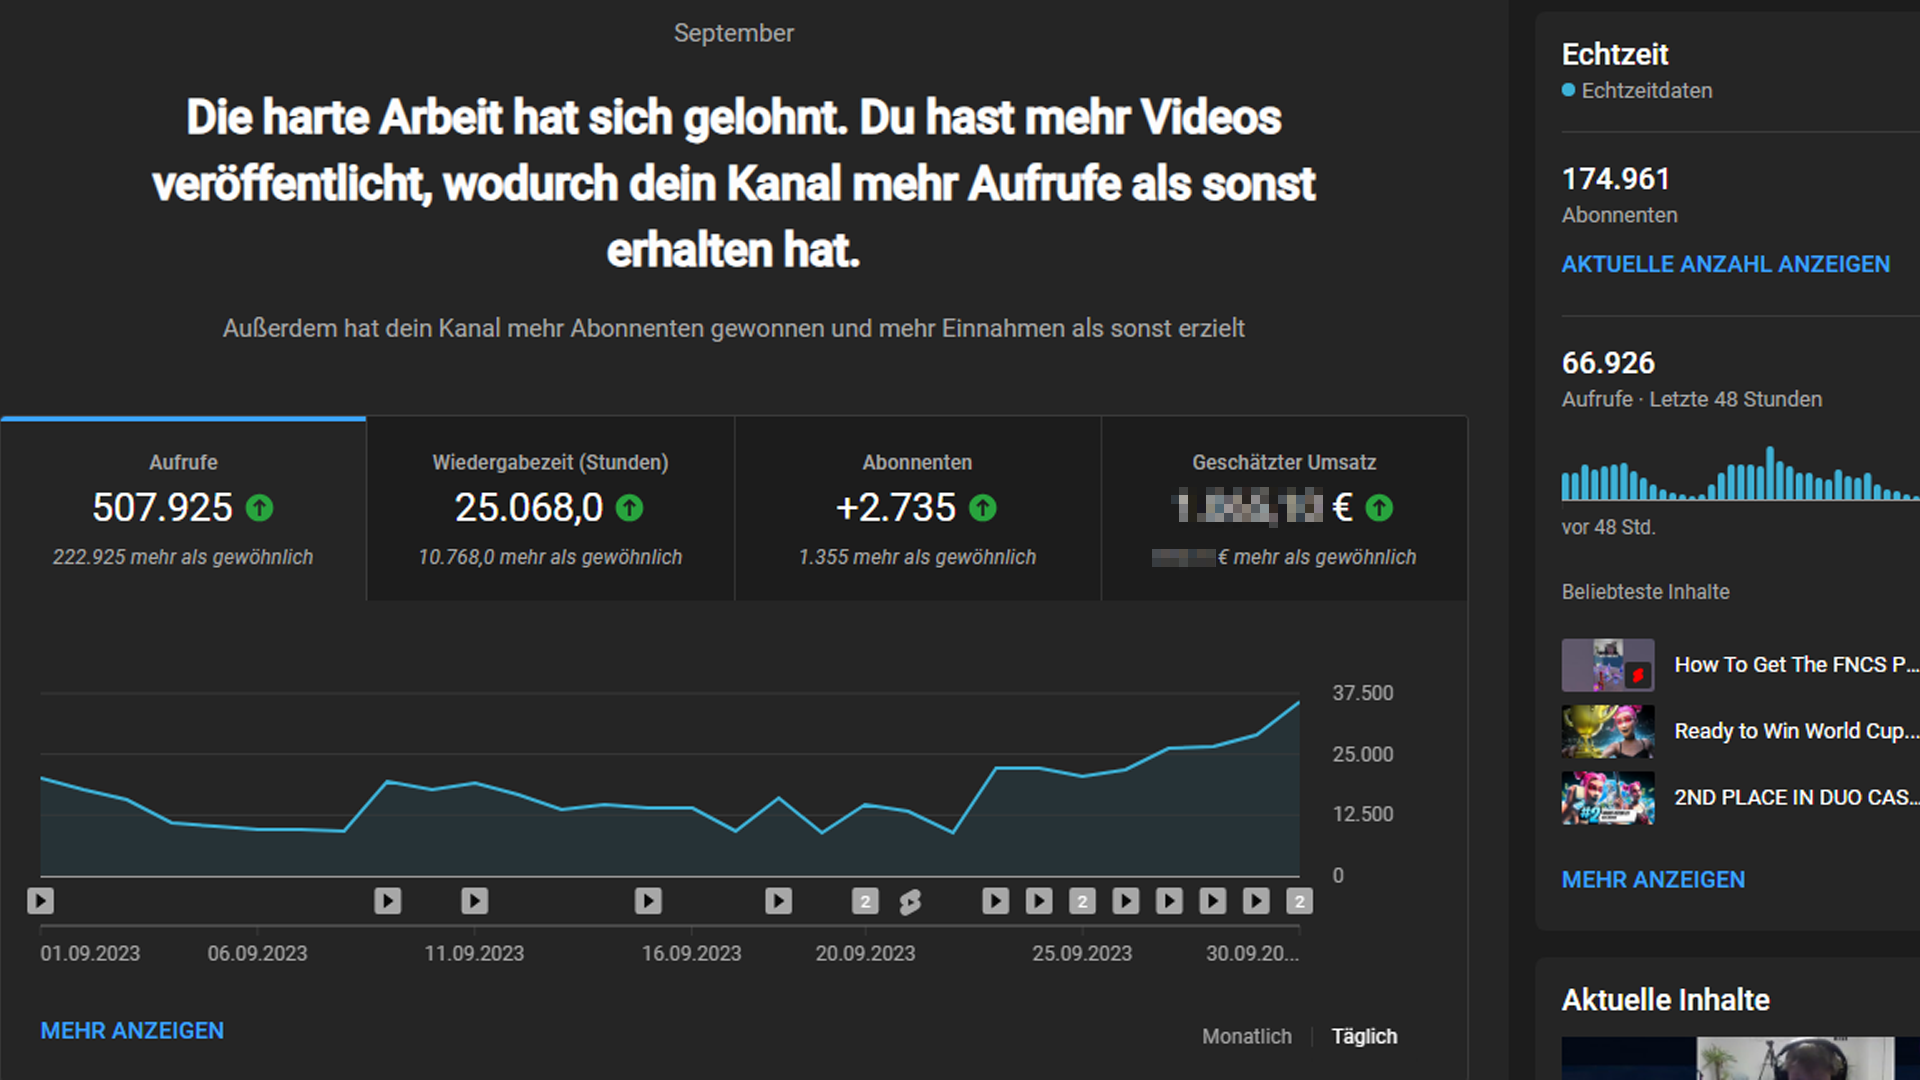 September
Die harte Arbeit hat sich gelohnt. Du hast mehr Videos
veröffentlicht, wodurch dein Kanal mehr Aufrufe als sonst
erhalten hat.
Außerdem hat dein Kanal mehr Abonnenten gewonnen und mehr Einnahmen als sonst erzielt
Aufrufe
507.925
222.925 mehr als gewöhnlich
Wiedergabezeit (Stunden)
25.068,0
10.768,0 mehr als gewöhnlich
Abonnenten
+2.735
1.355 mehr als gewöhnlich
Geschätzter Umsatz
€
€ mehr als gewöhnlich
37.500
25.000
12.500
0
2
2
2
01.09.2023
06.09.2023
11.09.2023
16.09.2023
20.09.2023
25.09.2023
30.09.20...
MEHR ANZEIGEN
Monatlich
Täglich
Echtzeit
Echtzeitdaten
174.961
Abonnenten
AKTUELLE ANZAHL ANZEIGEN
66.926
Aufrufe · Letzte 48 Stunden
vor 48 Std.
Beliebteste Inhalte
How To Get The FNCS P...
Ready to Win World Cup...
#2
2ND PLACE IN DUO CAS...
MEHR ANZEIGEN
Aktuelle Inhalte